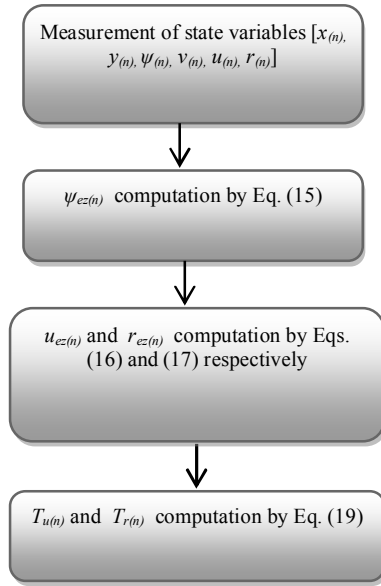 Measurement of state variables [x(n),
y(n), ψ(n), v(n), u(n), r(n)]
ψez(n) computation by Eq. (15)
uez(n) and rez(n) computation by Eqs.
(16) and (17) respectively
Tu(n) and Tr(n) computation by Eq. (19)